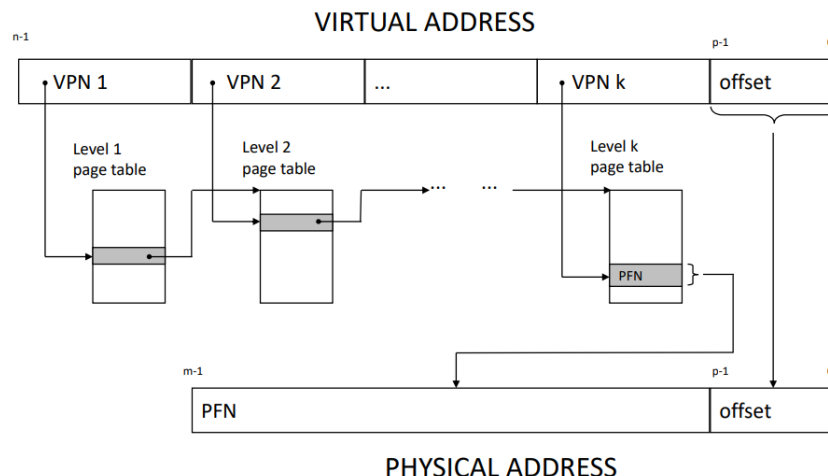 VIRTUAL ADDRESS
n-1
p-1
VPN 1
VPN 2
...
VPN k
offset
Level 1
page table
Level 2
page table
Level k
page table
... ...
PFN
m-1
p-1
PFN
offset
PHYSICAL ADDRESS